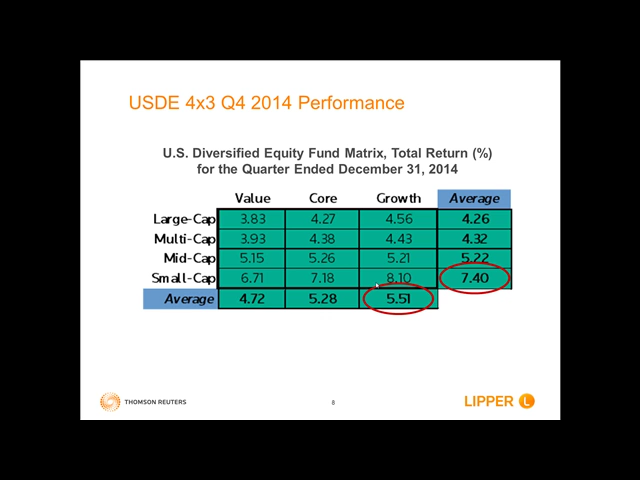 USDE 4x3 Q4 2014 Performance
U.S. Diversified Equity Fund Matrix, Total Return (%)
for the Quarter Ended December 31, 2014
Value Core Growth Average
Large-Cap 3.83 4.27 4.56 4.26
Multi-Cap 3.93 4.38 4.43 4.32
Mid-Cap 5.15 5.26 5.21 5.22
Small-Cap 6.71 7.18 8.10 7.40
Average 4.72 5.28 5.51
THOMSON REUTERS 8 LIPPER L